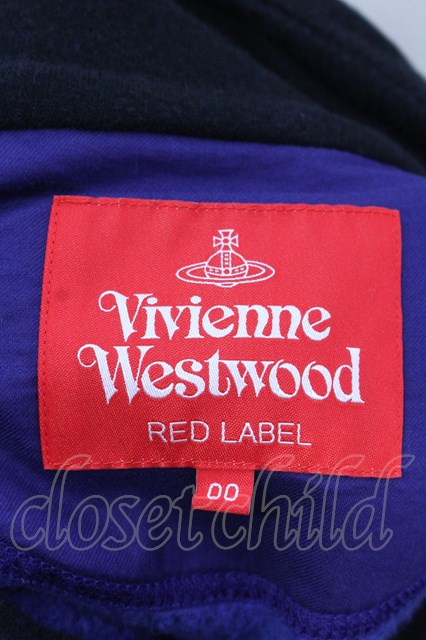 Vivienne
Westwood
RED LABEL
00
closet child